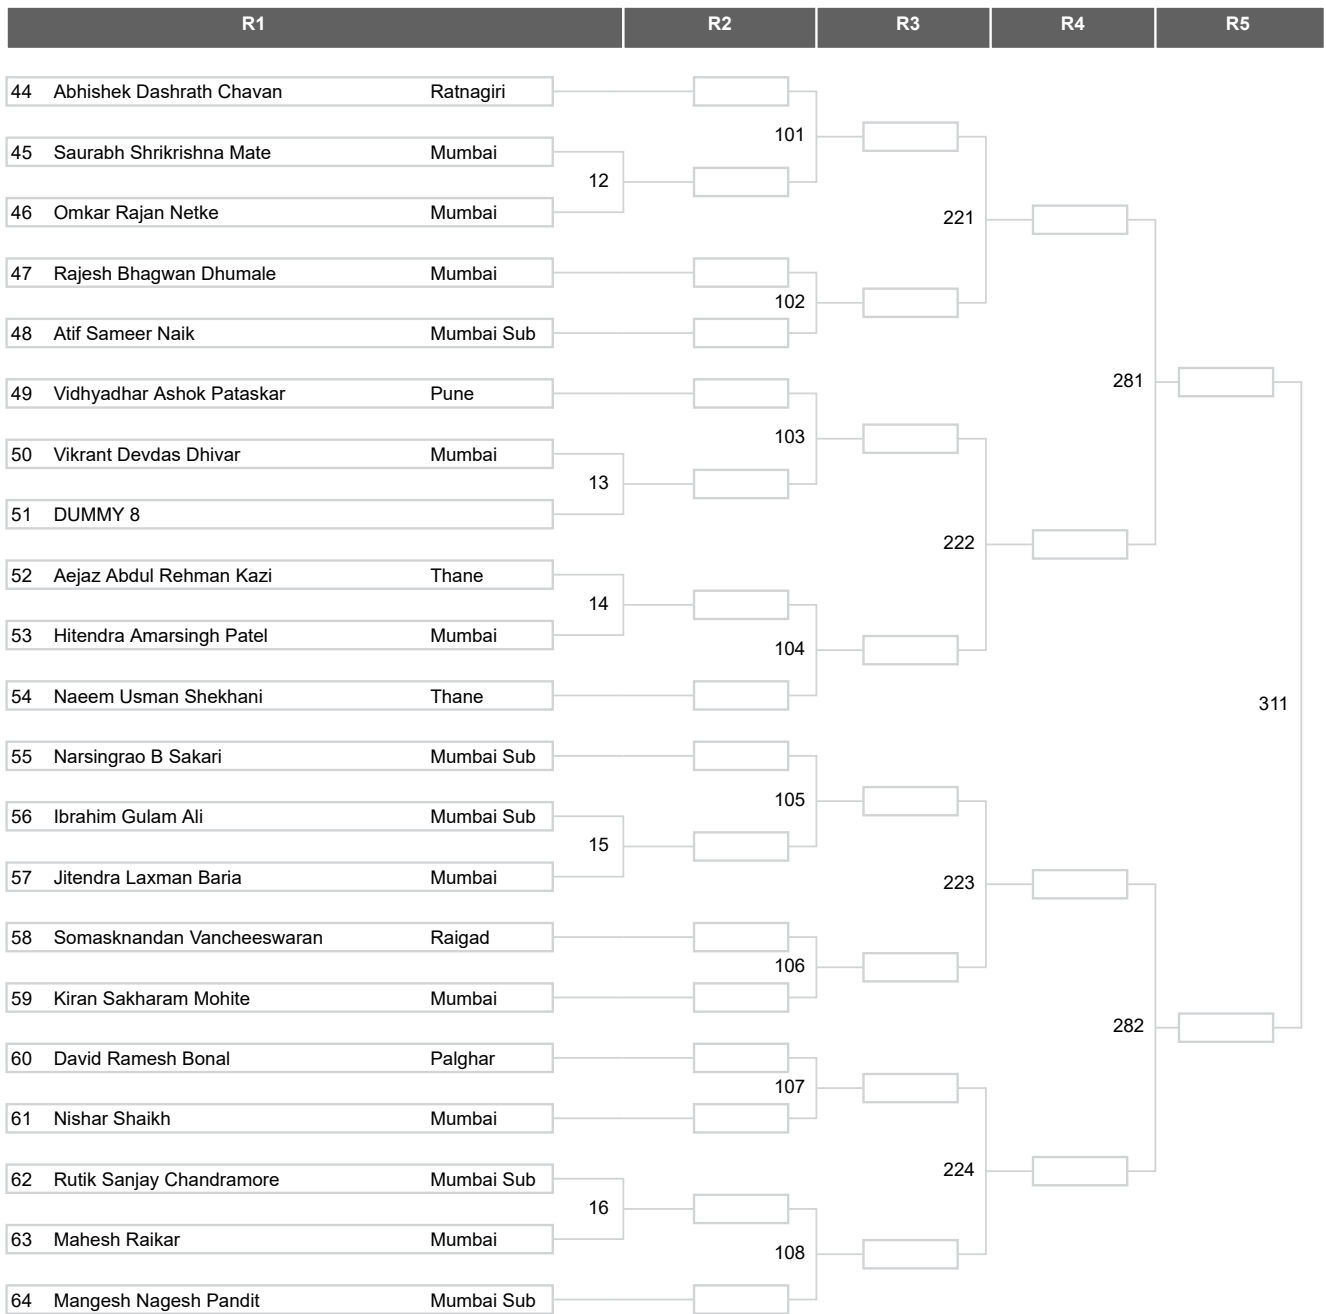 R1 R2 R3 R4 R5
44 Abhishek Dashrath Chavan Ratnagiri
101
45 Saurabh Shrikrishna Mate Mumbai
12
46 Omkar Rajan Netke Mumbai
221
47 Rajesh Bhagwan Dhumale Mumbai
102
48 Atif Sameer Naik Mumbai Sub
281
49 Vidhyadhar Ashok Pataskar Pune
103
50 Vikrant Devdas Dhivar Mumbai
13
51 DUMMY 8
222
52 Aejaz Abdul Rehman Kazi Thane
14
53 Hitendra Amarsingh Patel Mumbai
104
54 Naeem Usman Shekhani Thane
311
55 Narsingrao B Sakari Mumbai Sub
105
56 Ibrahim Gulam Ali Mumbai Sub
15
57 Jitendra Laxman Baria Mumbai
223
58 Somasknandan Vancheeswaran Raigad
106
59 Kiran Sakharam Mohite Mumbai
282
60 David Ramesh Bonal Palghar
107
61 Nishar Shaikh Mumbai
224
62 Rutik Sanjay Chandramore Mumbai Sub
16
63 Mahesh Raikar Mumbai
108
64 Mangesh Nagesh Pandit Mumbai Sub